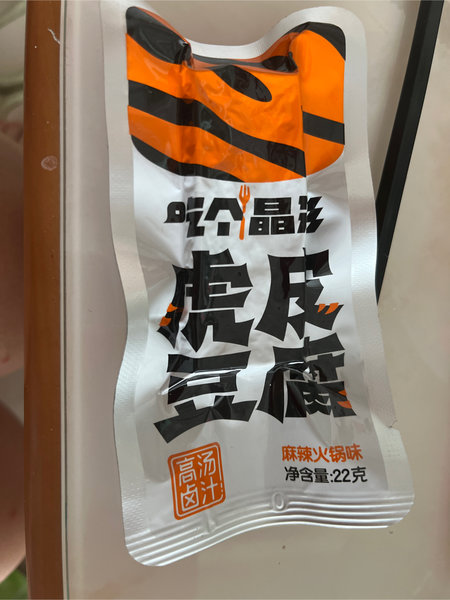 吃个晶彩
虎皮
豆腐
麻辣火锅味
净含量:22克
高汤
卤汁